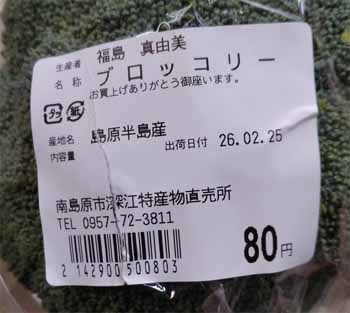 生産者 福島 真由美
名称 ブロッコリー
お買上げありがとう御座います。
プラ 紙
産地名 島原半島産
内容量 出荷日付 26.02.25
南島原市深江特産物直売所
TEL 0957-72-3811
80円
2 142900 500803